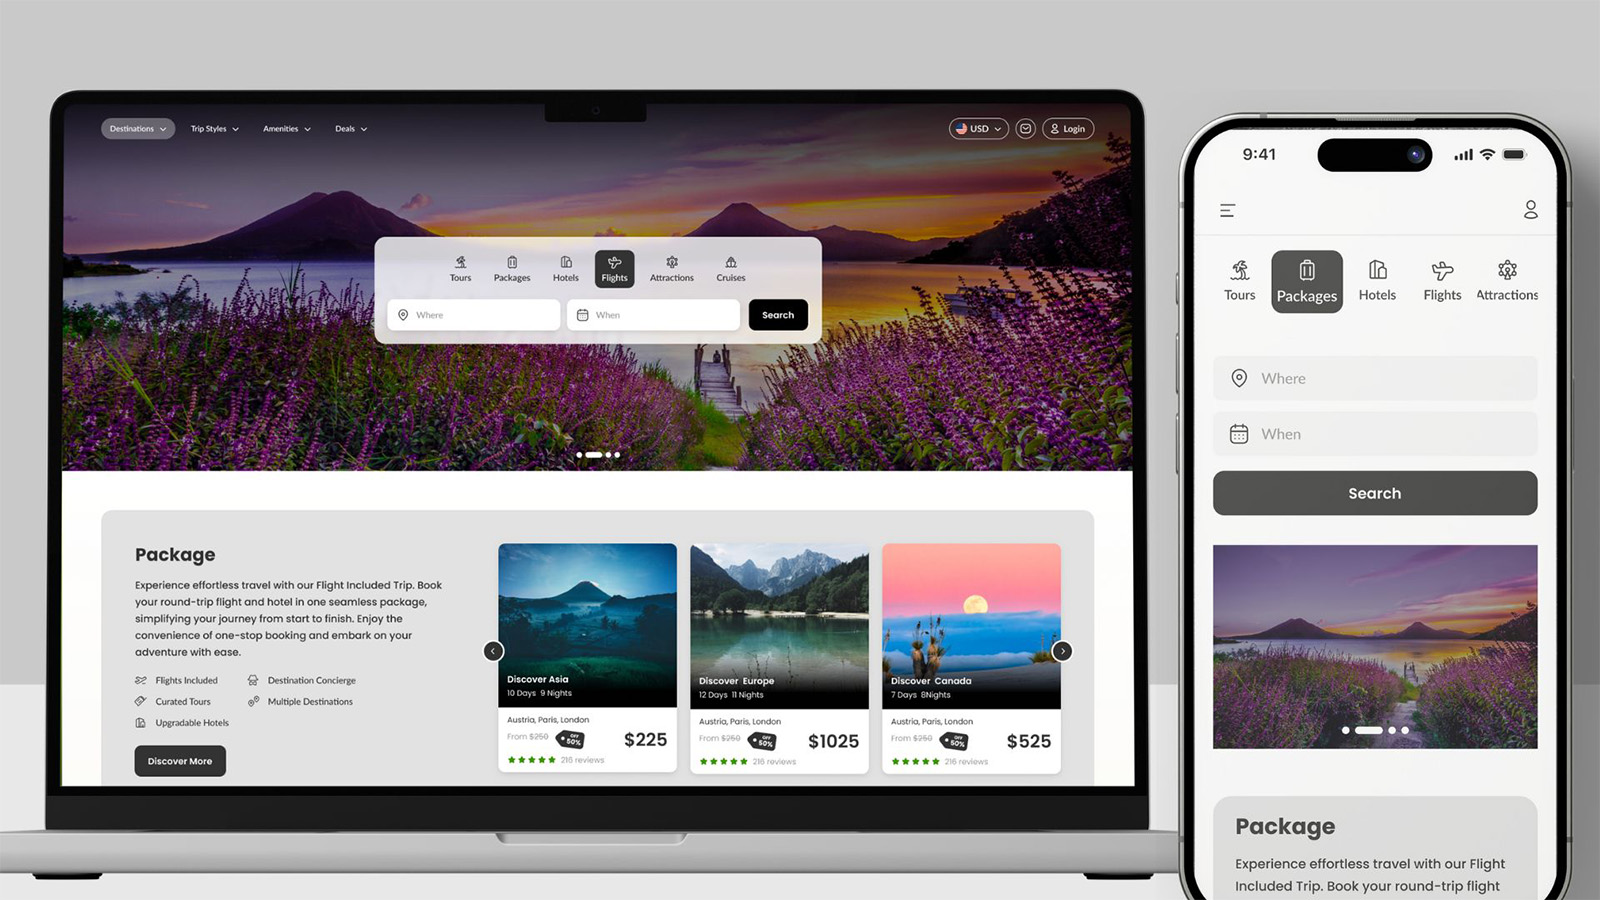 Destinations
Trip Styles
Amenities
Deals
USD
Login
Tours
Packages
Hotels
Flights
Attractions
Cruises
Where
When
Search
Package
Experience effortless travel with our Flight Included Trip. Book
your round-trip flight and hotel in one seamless package,
simplifying your journey from start to finish. Enjoy the
convenience of one-stop booking and embark on your
adventure with ease.
Flights Included
Destination Concierge
Curated Tours
Multiple Destinations
Upgradable Hotels
Discover More
Discover Asia
10 Days 9 Nights
Austria, Paris, London
From $250
OFF
50%
$225
216 reviews
Discover Europe
12 Days 11 Nights
Austria, Paris, London
From $250
OFF
50%
$1025
216 reviews
Discover Canada
7 Days 8Nights
Austria, Paris, London
From $250
OFF
50%
$525
216 reviews
9:41
Tours
Packages
Hotels
Flights
Attractions
Where
When
Search
Package
Experience effortless travel with our Flight
Included Trip. Book your round-trip flight